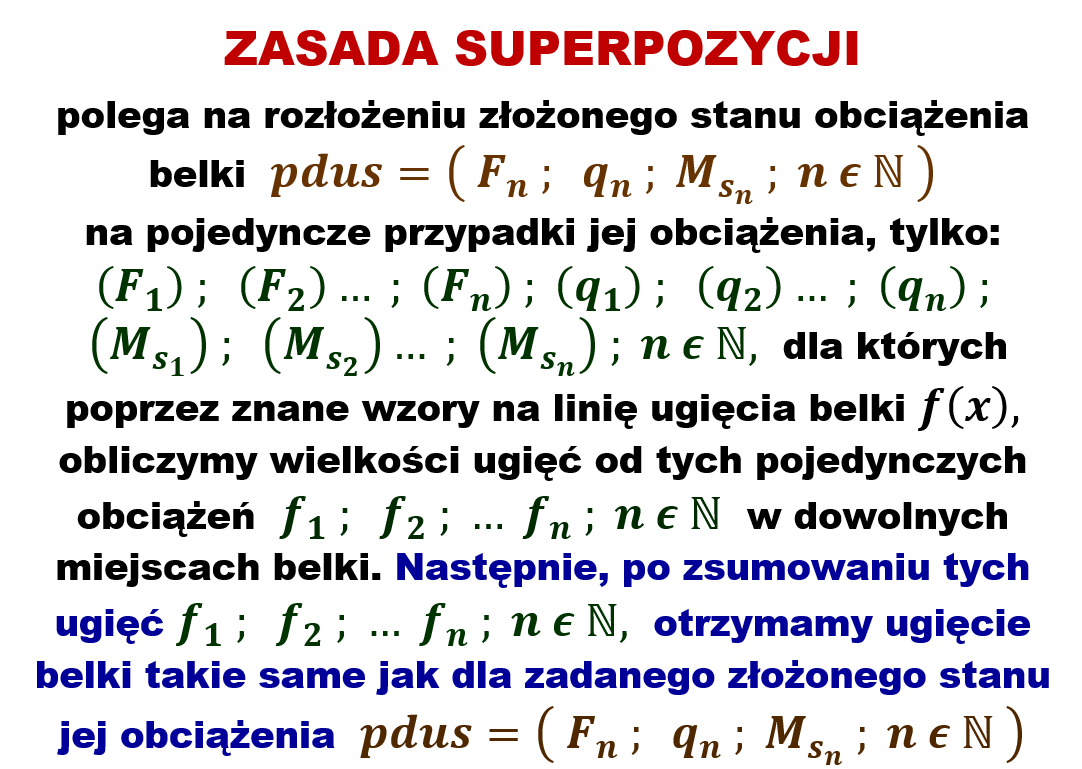 ZASADA SUPERPOZYCJI
polega na rozłożeniu złożonego stanu obciążenia
belki pdus = ( Fₙ ; qₙ ; Mₛₙ ; n ϵ ℕ )
na pojedyncze przypadki jej obciążenia, tylko:
(F₁) ; (F₂) … ; (Fₙ) ; (q₁) ; (q₂) … ; (qₙ) ;
(Mₛ₁) ; (Mₛ₂) … ; (Mₛₙ) ; n ϵ ℕ, dla których
poprzez znane wzory na linię ugięcia belki f(x),
obliczymy wielkości ugięć od tych pojedynczych
obciążeń f₁ ; f₂ ; … fₙ ; n ϵ ℕ w dowolnych
miejscach belki. Następnie, po zsumowaniu tych
ugięć f₁ ; f₂ ; … fₙ ; n ϵ ℕ, otrzymamy ugięcie
belki takie same jak dla zadanego złożonego stanu
jej obciążenia pdus = ( Fₙ ; qₙ ; Mₛₙ ; n ϵ ℕ )